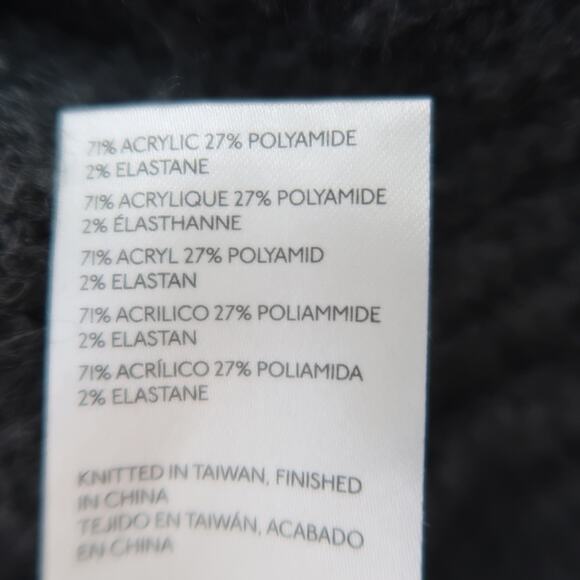 71% ACRYLIC 27% POLYAMIDE
2% ELASTANE
71% ACRYLIQUE 27% POLYAMIDE
2% ÉLASTHANNE
71% ACRYL 27% POLYAMID
2% ELASTAN
71% ACRILICO 27% POLIAMMIDE
2% ELASTAN
71% ACRÍLICO 27% POLIAMIDA
2% ELASTANE
KNITTED IN TAIWAN, FINISHED
IN CHINA
TEJIDO EN TAIWÁN, ACABADO
EN CHINA